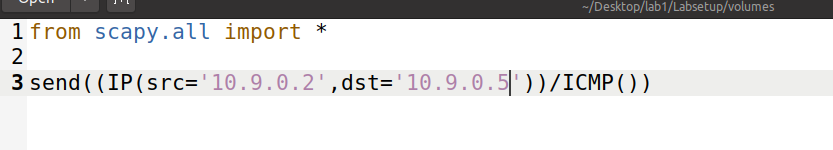 Open
~/Desktop/lab1/Labsetup/volumes
1 from scapy.all import *
2
3 send((IP(src='10.9.0.2',dst='10.9.0.5'))/ICMP())